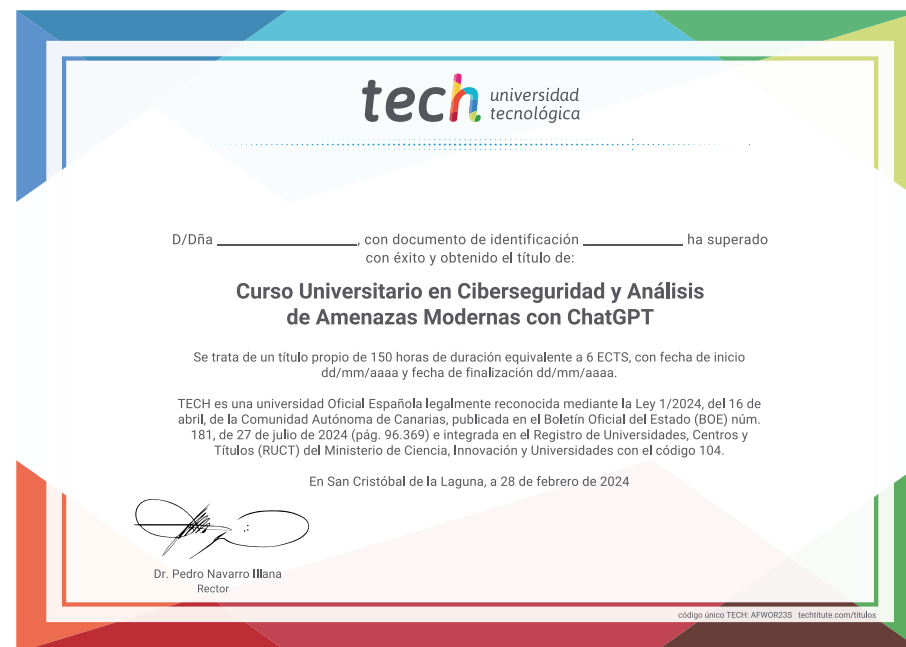 tech universidad
tecnológica
D/Dña ____________________, con documento de identificación ______________ ha superado
con éxito y obtenido el título de:
Curso Universitario en Ciberseguridad y Análisis
de Amenazas Modernas con ChatGPT
Se trata de un título propio de 150 horas de duración equivalente a 6 ECTS, con fecha de inicio
dd/mm/aaaa y fecha de finalización dd/mm/aaaa.
TECH es una universidad Oficial Española legalmente reconocida mediante la Ley 1/2024, del 16 de
abril, de la Comunidad Autónoma de Canarias, publicada en el Boletín Oficial del Estado (BOE) núm.
181, de 27 de julio de 2024 (pág. 96.369) e integrada en el Registro de Universidades, Centros y
Títulos (RUCT) del Ministerio de Ciencia, Innovación y Universidades con el código 104.
En San Cristóbal de la Laguna, a 28 de febrero de 2024
Dr. Pedro Navarro Illana
Rector
código único TECH: AFWOR23S techtitute.com/titulos